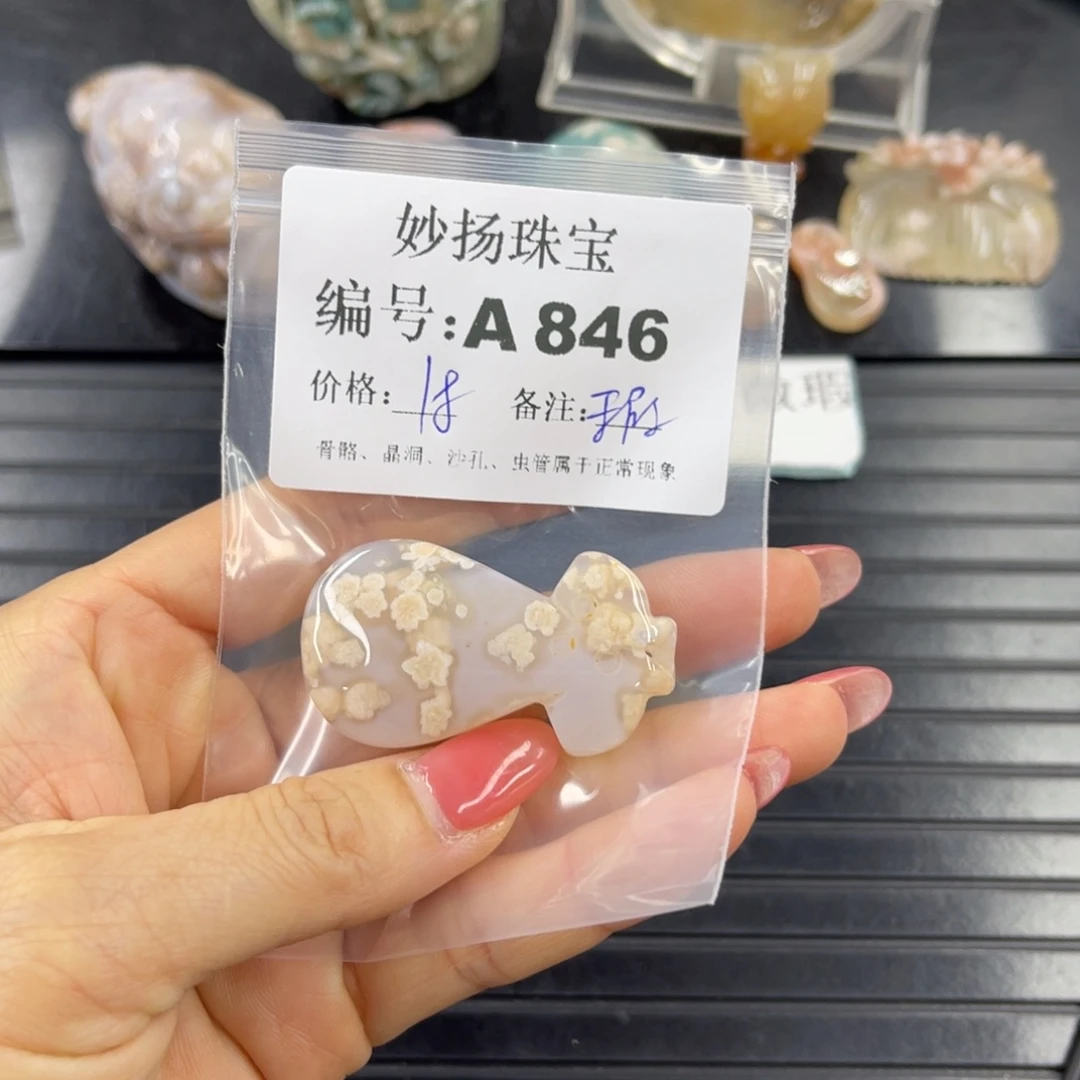 妙扬珠宝
编号:A 846
价格: 备注:
骨骼、晶洞、沙孔、虫管属于正常现象
瑕